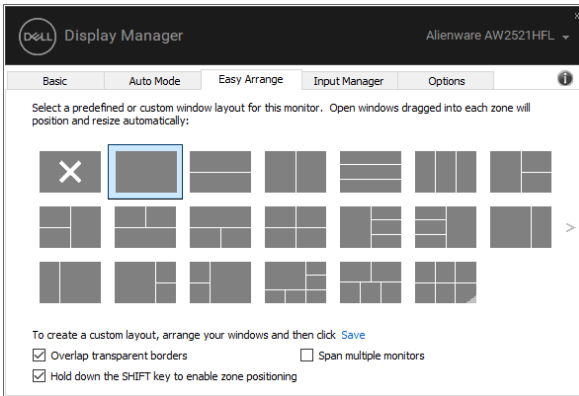 DELL Display Manager Alienware AW2521HFL
Basic Auto Mode Easy Arrange Input Manager Options
Select a predefined or custom window layout for this monitor. Open windows dragged into each zone will
position and resize automatically:
To create a custom layout, arrange your windows and then click Save
Overlap transparent borders Span multiple monitors
Hold down the SHIFT key to enable zone positioning